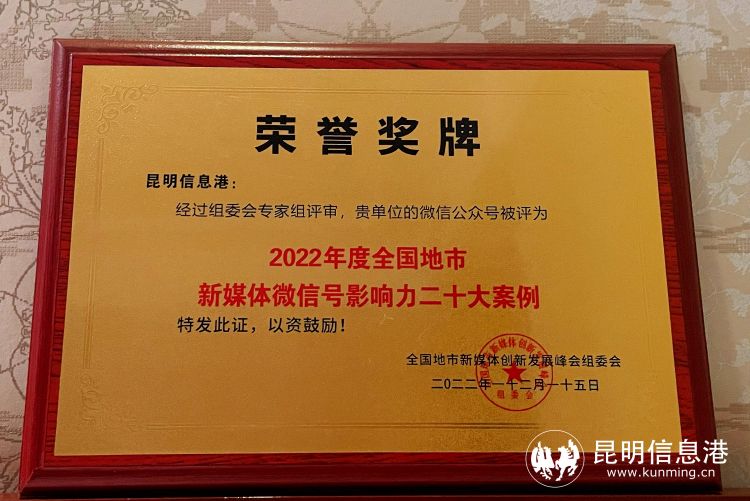 荣誉奖牌
昆明信息港：
经过组委会专家组评审，贵单位的微信公众号被评为
2022年度全国地市
新媒体微信号影响力二十大案例
特发此证，以资鼓励！
全国地市新媒体创新发展峰会组委会
二〇二二年一十二月一十五日
组委会
昆明信息港
www.kunming.cn